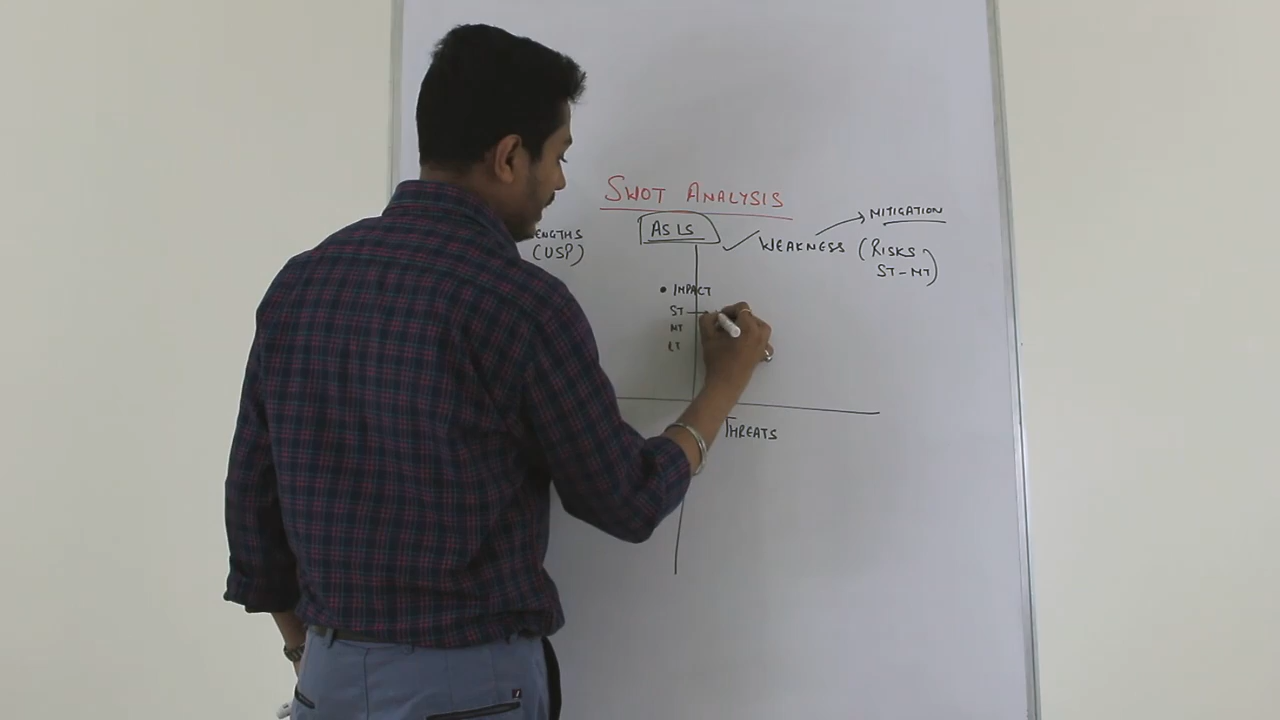 SWOT ANALYSIS
AS IS
ENGTHS
(USP)
WEAKNESS
MITIGATION
(RISKS
ST-MT)
• IMPACT
ST
MT
LT
THREATS